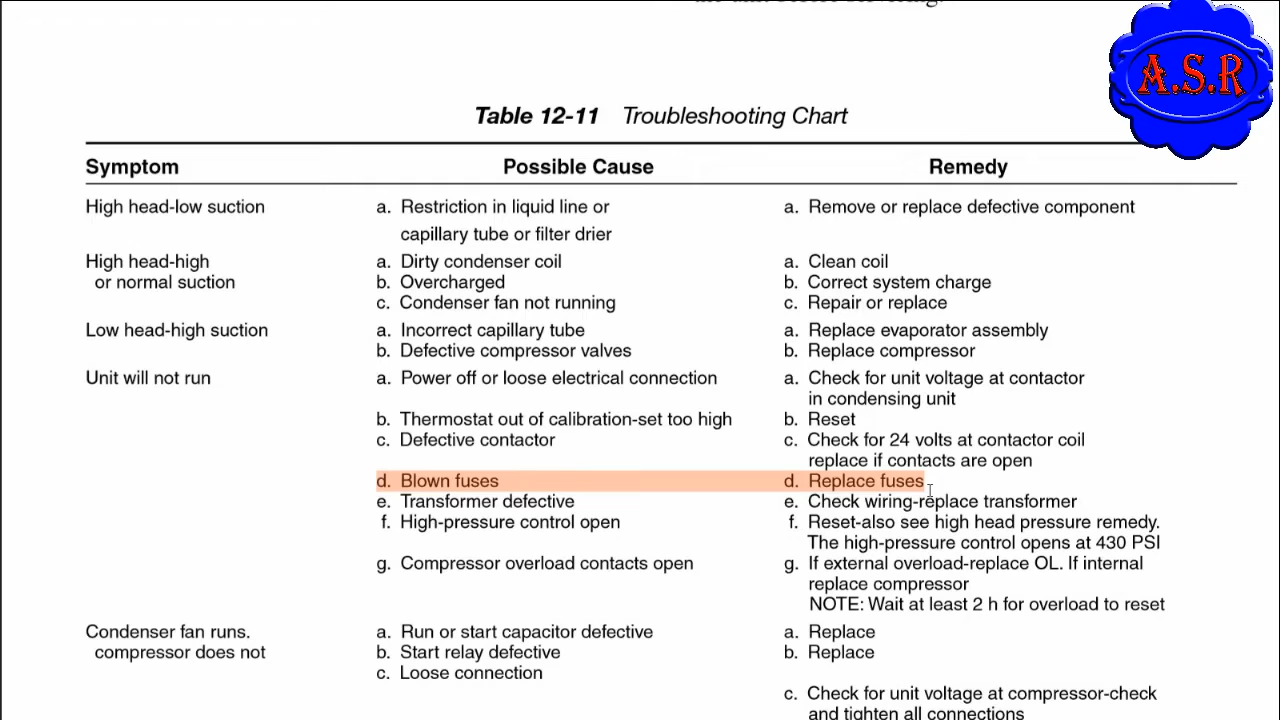 A.S.R
Table 12-11 Troubleshooting Chart
Symptom Possible Cause Remedy
High head-low suction a. Restriction in liquid line or a. Remove or replace defective component
capillary tube or filter drier
High head-high a. Dirty condenser coil a. Clean coil
or normal suction b. Overcharged b. Correct system charge
c. Condenser fan not running c. Repair or replace
Low head-high suction a. Incorrect capillary tube a. Replace evaporator assembly
b. Defective compressor valves b. Replace compressor
Unit will not run a. Power off or loose electrical connection a. Check for unit voltage at contactor
in condensing unit
b. Thermostat out of calibration-set too high b. Reset
c. Defective contactor c. Check for 24 volts at contactor coil
replace if contacts are open
d. Blown fuses d. Replace fuses
e. Transformer defective e. Check wiring-replace transformer
f. High-pressure control open f. Reset-also see high head pressure remedy.
The high-pressure control opens at 430 PSI
g. Compressor overload contacts open g. If external overload-replace OL. If internal
replace compressor
NOTE: Wait at least 2 h for overload to reset
Condenser fan runs. a. Run or start capacitor defective a. Replace
compressor does not b. Start relay defective b. Replace
c. Loose connection
c. Check for unit voltage at compressor-check
and tighten all connections